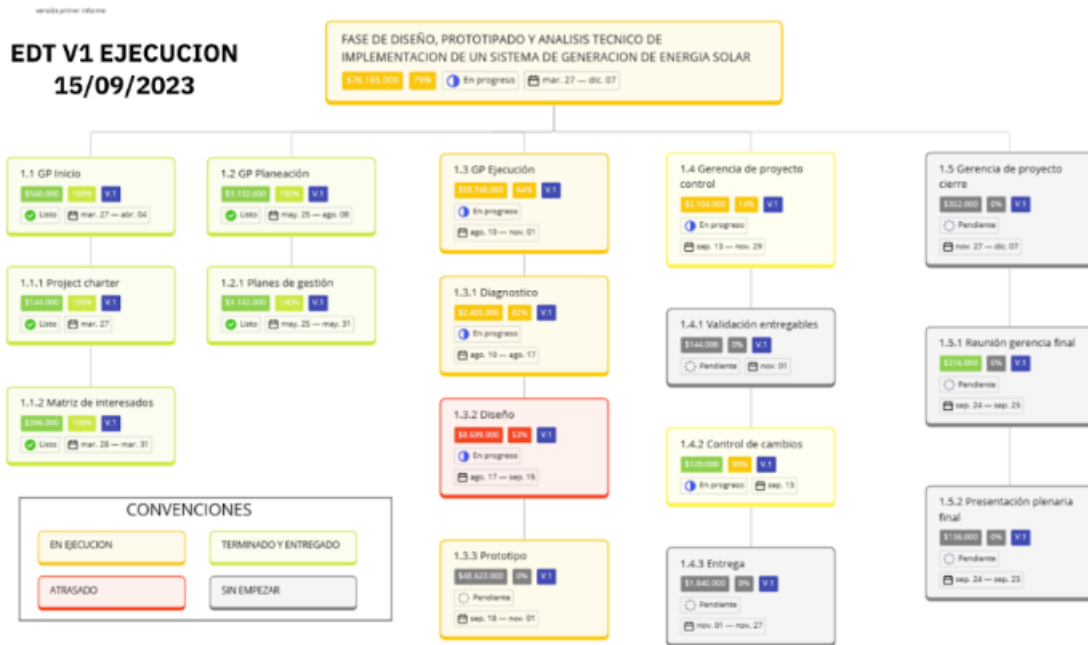 versión primer informe
EDT V1 EJECUCION
15/09/2023
FASE DE DISEÑO, PROTOTIPADO Y ANALISIS TECNICO DE
IMPLEMENTACION DE UN SISTEMA DE GENERACION DE ENERGIA SOLAR
$76.165.000 79% En progreso mar. 27 — dic. 07
1.1 GP Inicio
$540.000 100% V.1
Listo mar. 27 — abr. 04
1.1.1 Project charter
$144.000 100% V.1
Listo mar. 27
1.1.2 Matriz de interesados
$396.000 100% V.1
Listo mar. 28 — mar. 31
1.2 GP Planeación
$3.132.000 100% V.1
Listo may. 25 — ago. 08
1.2.1 Planes de gestión
$3.132.000 100% V.1
Listo may. 25 — may. 31
1.3 GP Ejecución
64% V.1
En progreso
ago. 10 — nov. 01
1.3.1 Diagnostico
82% V.1
En progreso
ago. 10 — ago. 17
1.3.2 Diseño
$8.699.000 53% V.1
En progreso
ago. 17 — sep. 15
1.3.3 Prototipo
$48.623.000 0% V.1
Pendiente
sep. 18 — nov. 01
1.4 Gerencia de proyecto
control
$2.104.000 14% V.1
En progreso
sep. 13 — nov. 29
1.4.1 Validación entregables
$144.000 0% V.1
Pendiente nov. 01
1.4.2 Control de cambios
$120.000 V.1
En progreso sep. 13
1.4.3 Entrega
$1.840.000 0% V.1
Pendiente
nov. 01 — nov. 27
1.5 Gerencia de proyecto
cierre
$352.000 0% V.1
Pendiente
nov. 27 — dic. 07
1.5.1 Reunión gerencia final
$216.000 0% V.1
Pendiente
sep. 24 — sep. 25
1.5.2 Presentación plenaria
final
$136.000 0% V.1
Pendiente
sep. 24 — sep. 25
CONVENCIONES
EN EJECUCION
TERMINADO Y ENTREGADO
ATRASADO
SIN EMPEZAR